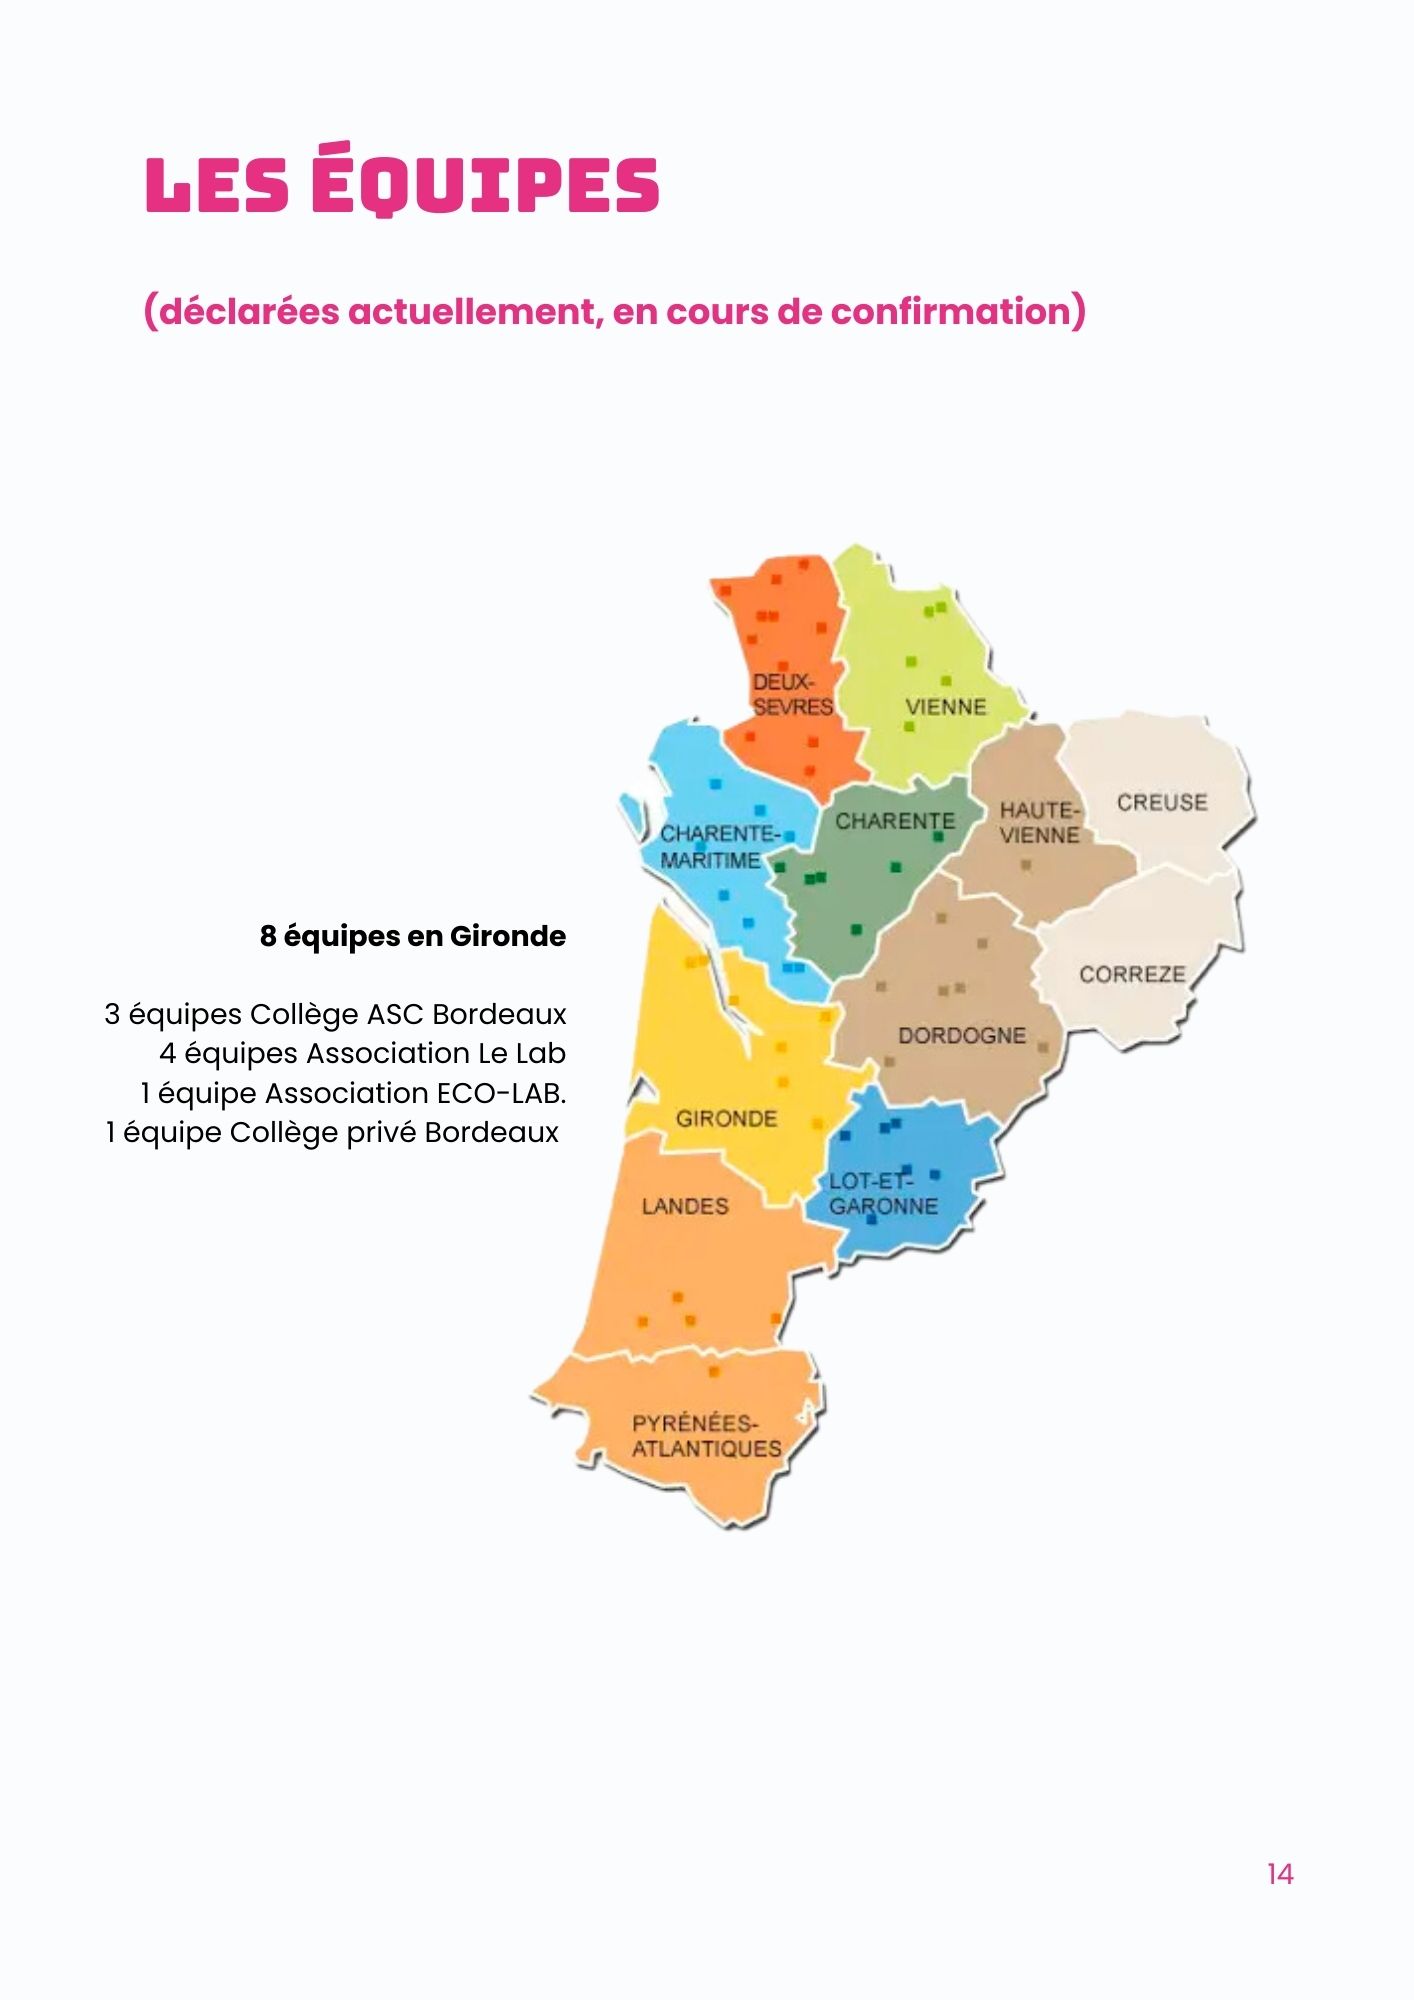 LES ÉQUIPES
(déclarées actuellement, en cours de confirmation)
8 équipes en Gironde
3 équipes Collège ASC Bordeaux
4 équipes Association Le Lab
1 équipe Association ECO-LAB.
1 équipe Collège privé Bordeaux
DEUX-
SEVRES
VIENNE
CHARENTE-
MARITIME
CHARENTE
HAUTE-
VIENNE
CREUSE
CORREZE
DORDOGNE
GIRONDE
LOT-ET-
GARONNE
LANDES
PYRÉNÉES-
ATLANTIQUES
14